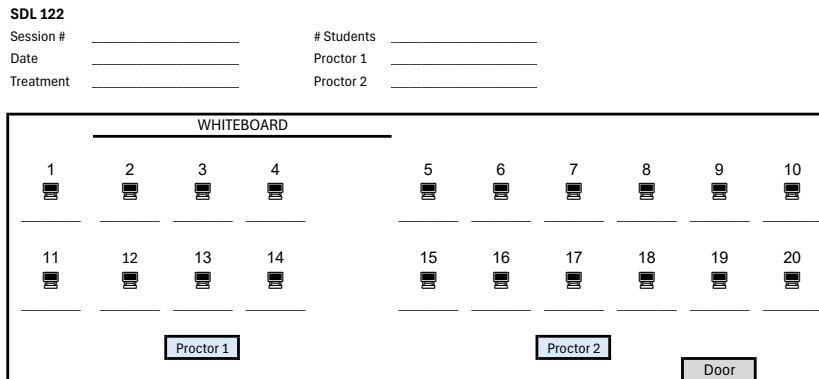 SDL 122
Session # # Students
Date Proctor 1
Treatment Proctor 2
WHITEBOARD
1 2 3 4 5 6 7 8 9 10
11 12 13 14 15 16 17 18 19 20
Proctor 1 Proctor 2
Door